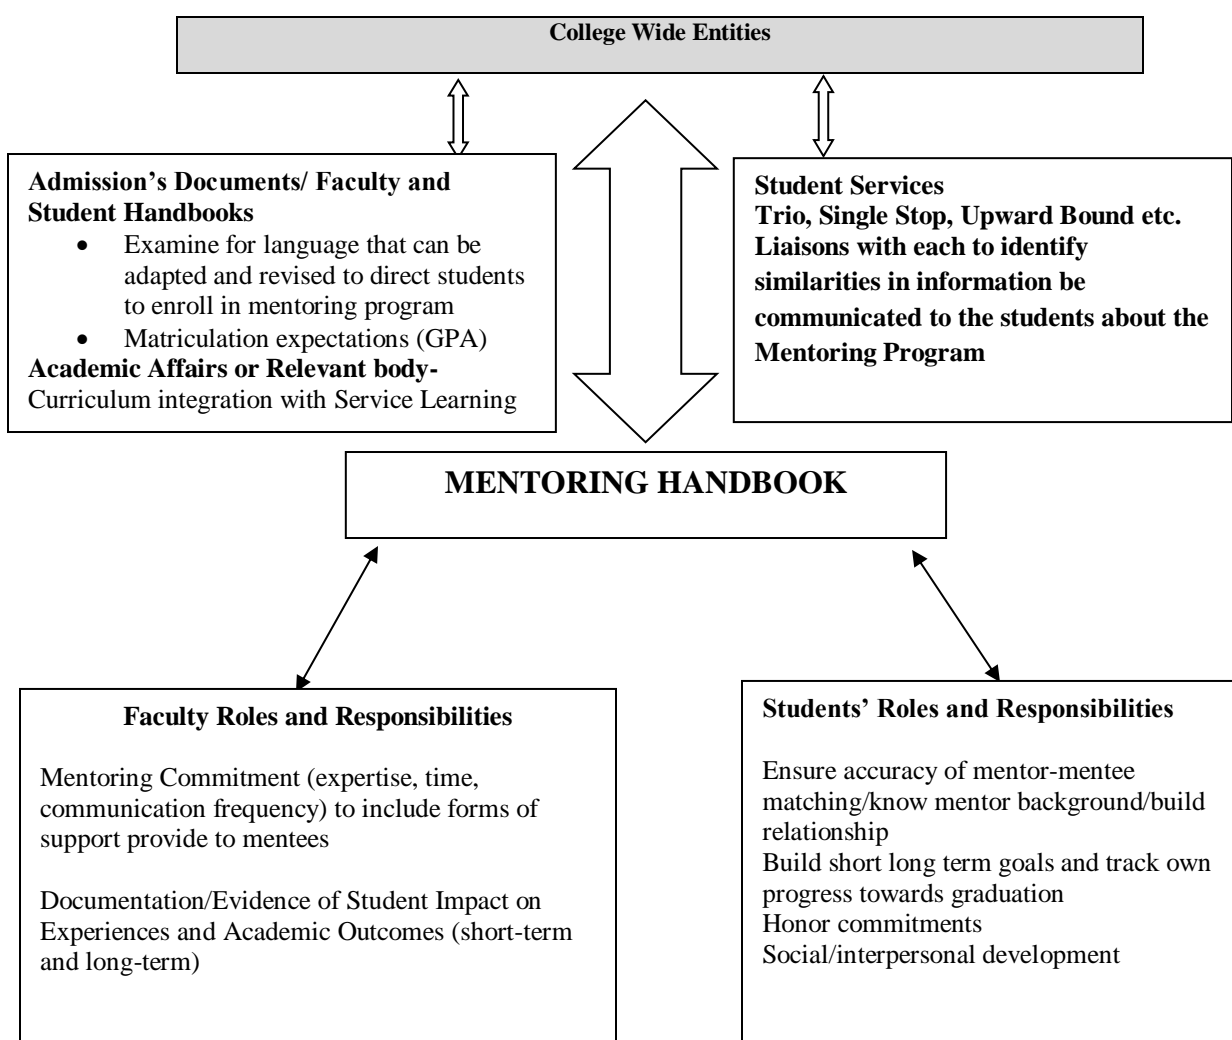 College Wide Entities
Admission's Documents/ Faculty and
Student Handbooks
• Examine for language that can be
adapted and revised to direct students
to enroll in mentoring program
• Matriculation expectations (GPA)
Academic Affairs or Relevant body-
Curriculum integration with Service Learning
Student Services
Trio, Single Stop, Upward Bound etc.
Liaisons with each to identify
similarities in information be
communicated to the students about the
Mentoring Program
MENTORING HANDBOOK
Faculty Roles and Responsibilities
Mentoring Commitment (expertise, time,
communication frequency) to include forms of
support provide to mentees
Documentation/Evidence of Student Impact on
Experiences and Academic Outcomes (short-term
and long-term)
Students’ Roles and Responsibilities
Ensure accuracy of mentor-mentee
matching/know mentor background/build
relationship
Build short long term goals and track own
progress towards graduation
Honor commitments
Social/interpersonal development